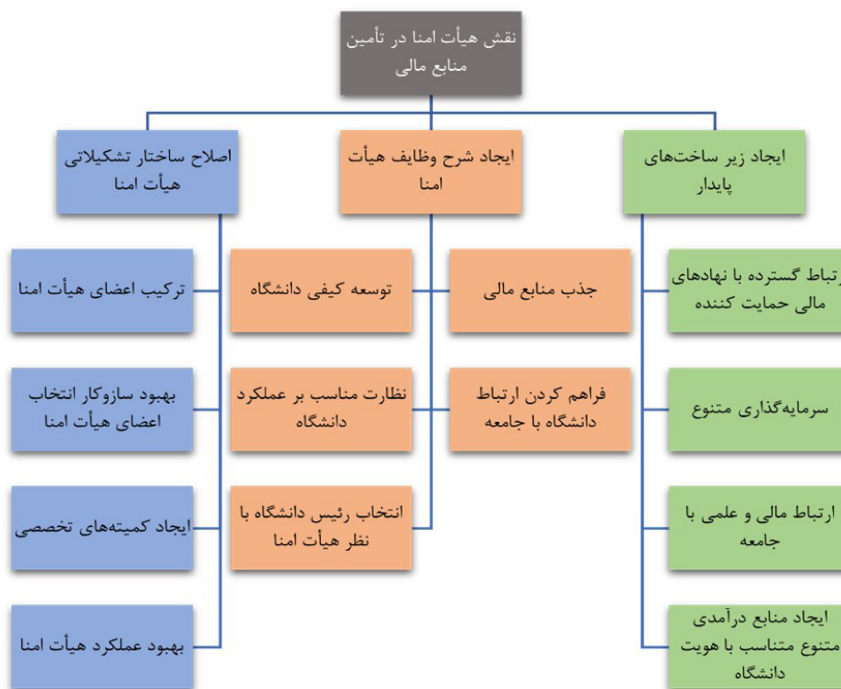 نقش هیأت امنا در تأمین
منابع مالی
ایجاد زیر ساخت‌های
پایدار
ایجاد شرح وظایف هیأت
امنا
اصلاح ساختار تشکیلاتی
هیأت امنا
رتباط گسترده با نهادهای
مالی حمایت کننده
سرمایه‌گذاری متنوع
ارتباط مالی و علمی با
جامعه
ایجاد منابع درآمدی
متنوع متناسب با هویت
دانشگاه
جذب منابع مالی
فراهم کردن ارتباط
دانشگاه با جامعه
توسعه کیفی دانشگاه
نظارت مناسب بر عملکرد
دانشگاه
انتخاب رئیس دانشگاه با
نظر هیأت امنا
ترکیب اعضای هیأت امنا
بهبود سازوکار انتخاب
اعضای هیأت امنا
ایجاد کمیته‌های تخصصی
بهبود عملکرد هیأت امنا